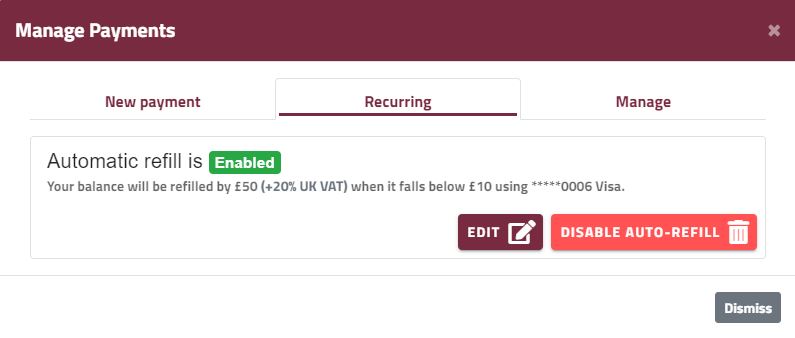 Manage Payments
×
New payment
Recurring
Manage
Automatic refill is Enabled
Your balance will be refilled by £50 (+20% UK VAT) when it falls below £10 using *****0006 Visa.
EDIT
DISABLE AUTO-REFILL
Dismiss